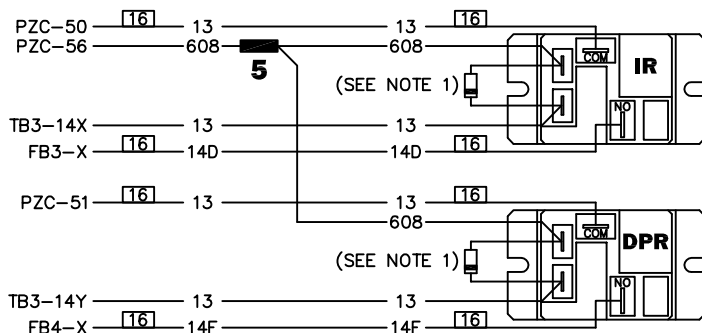 PZC-50 16 13 13 16
PZC-56 608 5 608
COM IR
(SEE NOTE 1)
NO
TB3-14X 13 13
FB3-X 16 14D 14D 16
PZC-51 16 13 13 16
608
COM DPR
(SEE NOTE 1)
NO
TB3-14Y 13 13
FB4-X 16 14F 14F 16